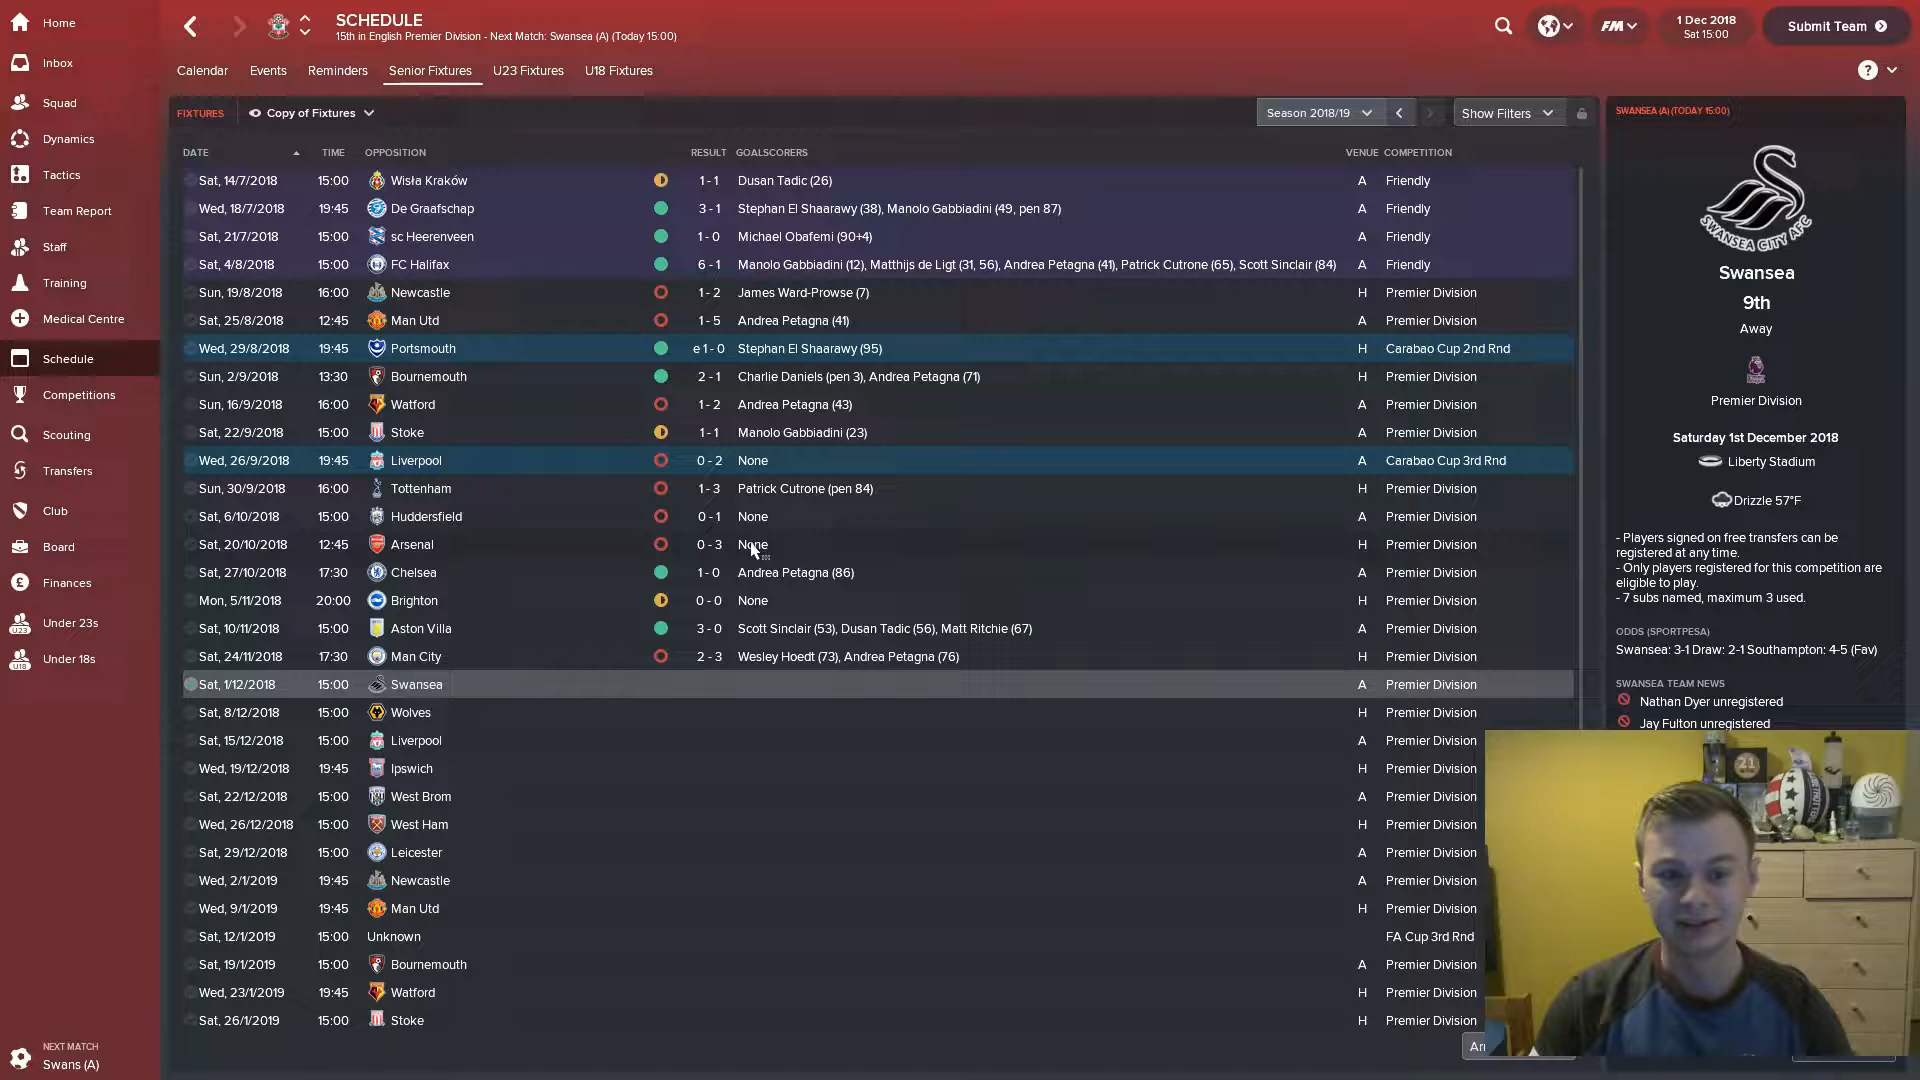 Home
Inbox
Squad
Dynamics
Tactics
Team Report
Staff
Training
Medical Centre
Schedule
Competitions
Scouting
Transfers
Club
Board
Finances
U23 Under 23s
U18 Under 18s
NEXT MATCH
Swans (A)
SCHEDULE
15th in English Premier Division - Next Match: Swansea (A) (Today 15:00)
FM
1 Dec 2018
Sat 15:00
Submit Team
Calendar Events Reminders Senior Fixtures U23 Fixtures U18 Fixtures
?
FIXTURES Copy of Fixtures Season 2018/19 Show Filters
DATE TIME OPPOSITION RESULT GOALSCORERS VENUE COMPETITION
Sat, 14/7/2018 15:00 Wisła Kraków 1 - 1 Dusan Tadic (26) A Friendly
Wed, 18/7/2018 19:45 De Graafschap 3 - 1 Stephan El Shaarawy (38), Manolo Gabbiadini (49, pen 87) A Friendly
Sat, 21/7/2018 15:00 sc Heerenveen 1 - 0 Michael Obafemi (90+4) A Friendly
Sat, 4/8/2018 15:00 FC Halifax 6 - 1 Manolo Gabbiadini (12), Matthijs de Ligt (31, 56), Andrea Petagna (41), Patrick Cutrone (65), Scott Sinclair (84) A Friendly
Sun, 19/8/2018 16:00 Newcastle 1 - 2 James Ward-Prowse (7) H Premier Division
Sat, 25/8/2018 12:45 Man Utd 1 - 5 Andrea Petagna (41) A Premier Division
Wed, 29/8/2018 19:45 Portsmouth e 1 - 0 Stephan El Shaarawy (95) H Carabao Cup 2nd Rnd
Sun, 2/9/2018 13:30 Bournemouth 2 - 1 Charlie Daniels (pen 3), Andrea Petagna (71) H Premier Division
Sun, 16/9/2018 16:00 Watford 1 - 2 Andrea Petagna (43) A Premier Division
Sat, 22/9/2018 15:00 Stoke 1 - 1 Manolo Gabbiadini (23) A Premier Division
Wed, 26/9/2018 19:45 Liverpool 0 - 2 None A Carabao Cup 3rd Rnd
Sun, 30/9/2018 16:00 Tottenham 1 - 3 Patrick Cutrone (pen 84) H Premier Division
Sat, 6/10/2018 15:00 Huddersfield 0 - 1 None A Premier Division
Sat, 20/10/2018 12:45 Arsenal 0 - 3 None H Premier Division
Sat, 27/10/2018 17:30 Chelsea 1 - 0 Andrea Petagna (86) A Premier Division
Mon, 5/11/2018 20:00 Brighton 0 - 0 None H Premier Division
Sat, 10/11/2018 15:00 Aston Villa 3 - 0 Scott Sinclair (53), Dusan Tadic (56), Matt Ritchie (67) A Premier Division
Sat, 24/11/2018 17:30 Man City 2 - 3 Wesley Hoedt (73), Andrea Petagna (76) H Premier Division
Sat, 1/12/2018 15:00 Swansea A Premier Division
Sat, 8/12/2018 15:00 Wolves H Premier Division
Sat, 15/12/2018 15:00 Liverpool A Premier Division
Wed, 19/12/2018 19:45 Ipswich H Premier Division
Sat, 22/12/2018 15:00 West Brom A Premier Division
Wed, 26/12/2018 15:00 West Ham H Premier Division
Sat, 29/12/2018 15:00 Leicester A Premier Division
Wed, 2/1/2019 19:45 Newcastle A Premier Division
Wed, 9/1/2019 19:45 Man Utd H Premier Division
Sat, 12/1/2019 15:00 Unknown FA Cup 3rd Rnd
Sat, 19/1/2019 15:00 Bournemouth A Premier Division
Wed, 23/1/2019 19:45 Watford H Premier Division
Sat, 26/1/2019 15:00 Stoke H Premier Division
SWANSEA (A) (TODAY 15:00)
SWANSEA CITY AFC
Swansea
9th
Away
Premier Division
Saturday 1st December 2018
Liberty Stadium
Drizzle 57°F
- Players signed on free transfers can be
registered at any time.
- Only players registered for this competition are
eligible to play.
- 7 subs named, maximum 3 used.
ODDS (SPORTPESA)
Swansea: 3-1 Draw: 2-1 Southampton: 4-5 (Fav)
SWANSEA TEAM NEWS
Nathan Dyer unregistered
Jay Fulton unregistered
21